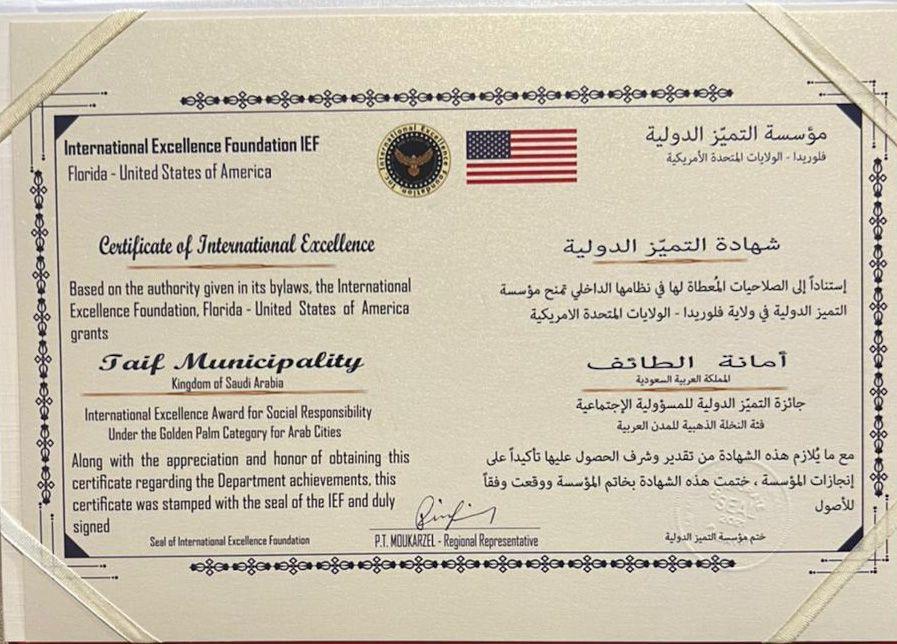 International Excellence Foundation IEF
Florida - United States of America
International Excellence Foundation, Inc
مؤسسة التميّز الدولية
فلوريدا - الولايات المتحدة الأمريكية
Certificate of International Excellence
Based on the authority given in its bylaws, the International
Excellence Foundation, Florida - United States of America
grants
Taif Municipality
Kingdom of Saudi Arabia
International Excellence Award for Social Responsibility
Under the Golden Palm Category for Arab Cities
Along with the appreciation and honor of obtaining this
certificate regarding the Department achievements, this
certificate was stamped with the seal of the IEF and duly
signed
Seal of International Excellence Foundation
P.T. MOUKARZEL - Regional Representative
شهادة التميّز الدولية
إستناداً إلى الصلاحيات المُعطاة لها في نظامها الداخلي تمنح مؤسسة
التميز الدولية في ولاية فلوريدا - الولايات المتحدة الامريكية
أمانة الطائف
المملكة العربية السعودية
جائزة التميّز الدولية للمسؤولية الإجتماعية
فئة النخلة الذهبية للمدن العربية
مع ما يُلازم هذه الشهادة من تقدير وشرف الحصول عليها تأكيداً على
إنجازات المؤسسة ، ختمت هذه الشهادة بخاتم المؤسسة ووقعت وفقاً
للأصول
ختم مؤسسة التميز الدولية
SEAL